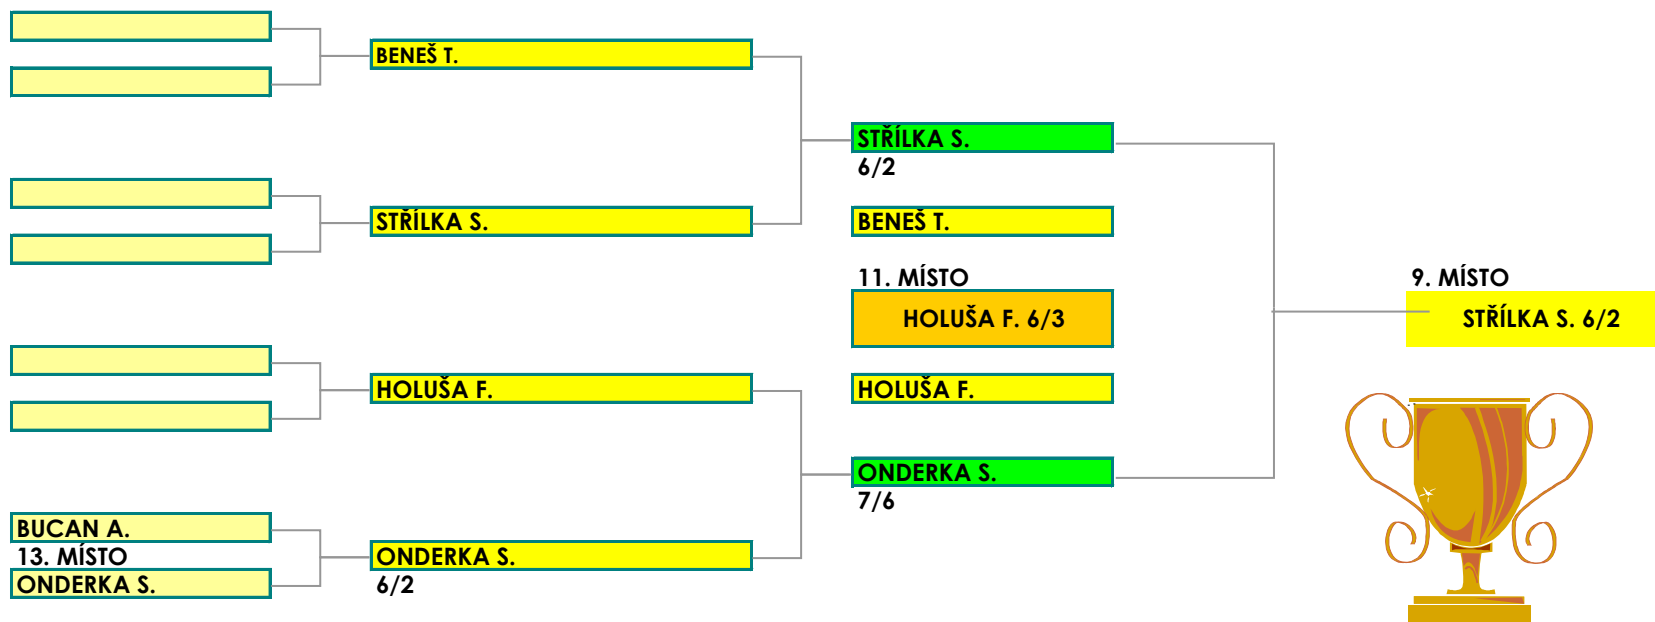 BENEŠ T.
STŘÍLKA S.
6/2
STŘÍLKA S.
BENEŠ T.
11. MÍSTO
9. MÍSTO
HOLUŠA F. 6/3
STŘÍLKA S. 6/2
HOLUŠA F.
HOLUŠA F.
ONDERKA S.
7/6
BUCAN A.
13. MÍSTO
ONDERKA S.
ONDERKA S.
6/2